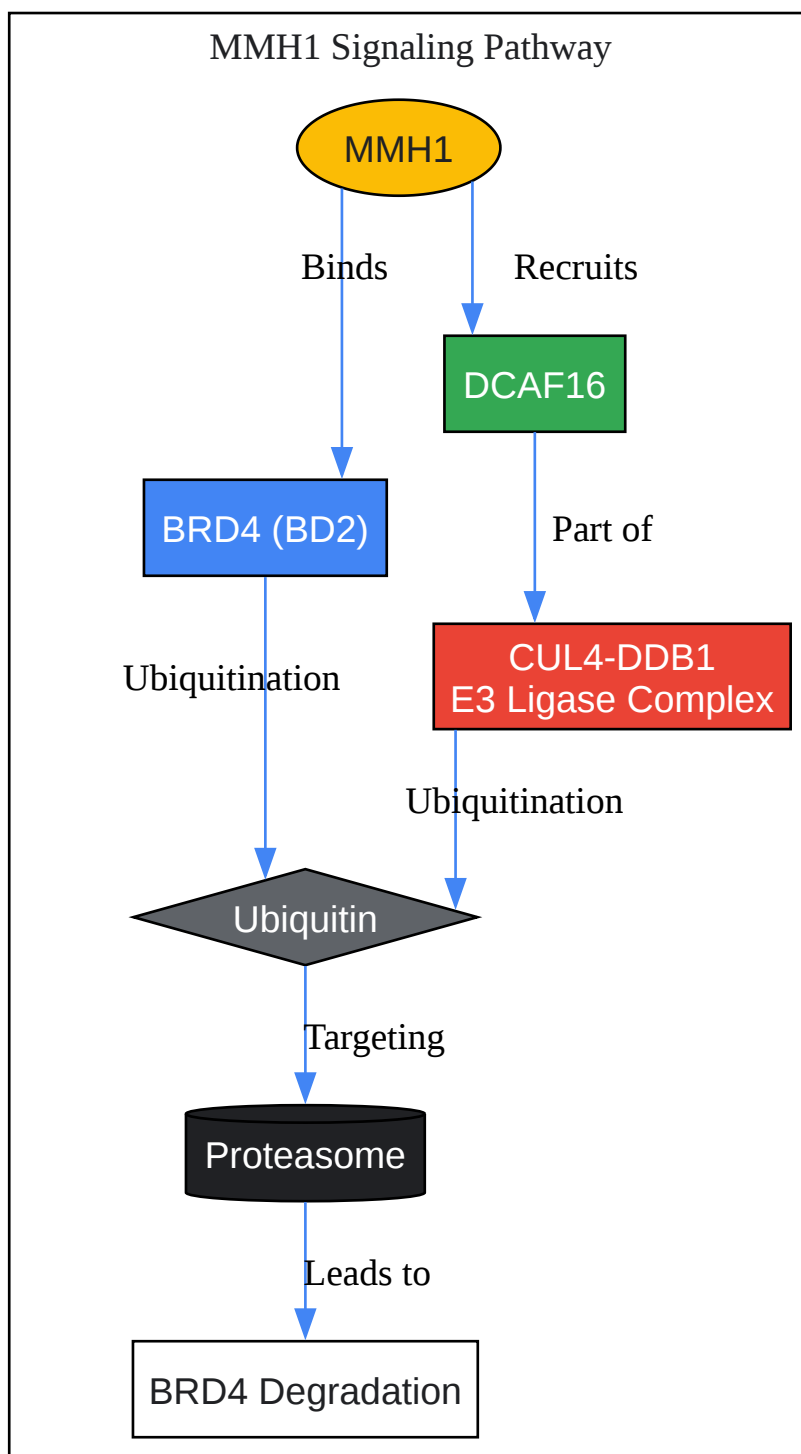 MMH1 Signaling Pathway
MMH1
Binds
Recruits
DCAF16
BRD4 (BD2)
Part of
CUL4-DDB1
E3 Ligase Complex
Ubiquitination
Ubiquitination
Ubiquitin
Targeting
Proteasome
Leads to
BRD4 Degradation